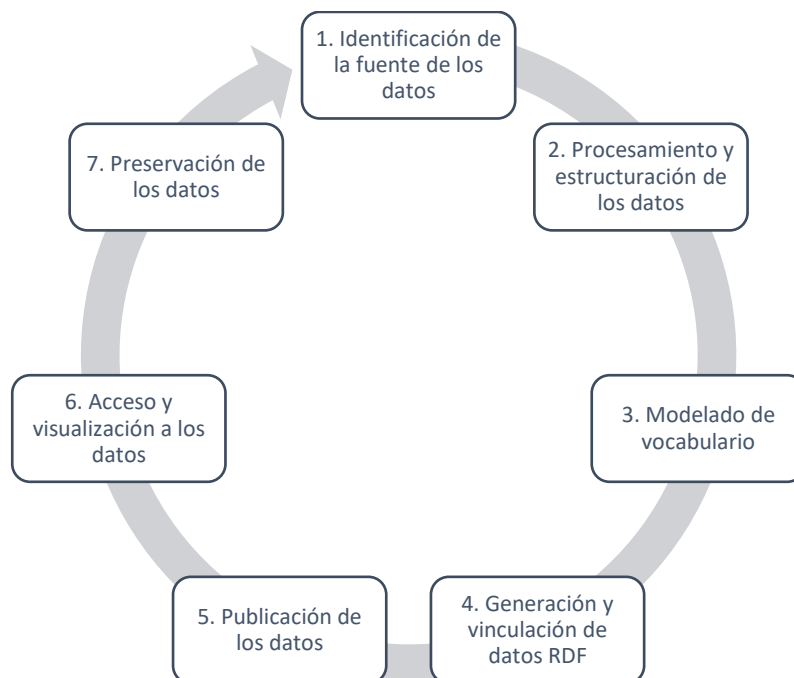 1. Identificación de
la fuente de los
datos
2. Procesamiento y
estructuración de
los datos
3. Modelado de
vocabulario
4. Generación y
vinculación de
datos RDF
5. Publicación de
los datos
6. Acceso y
visualización a los
datos
7. Preservación de
los datos